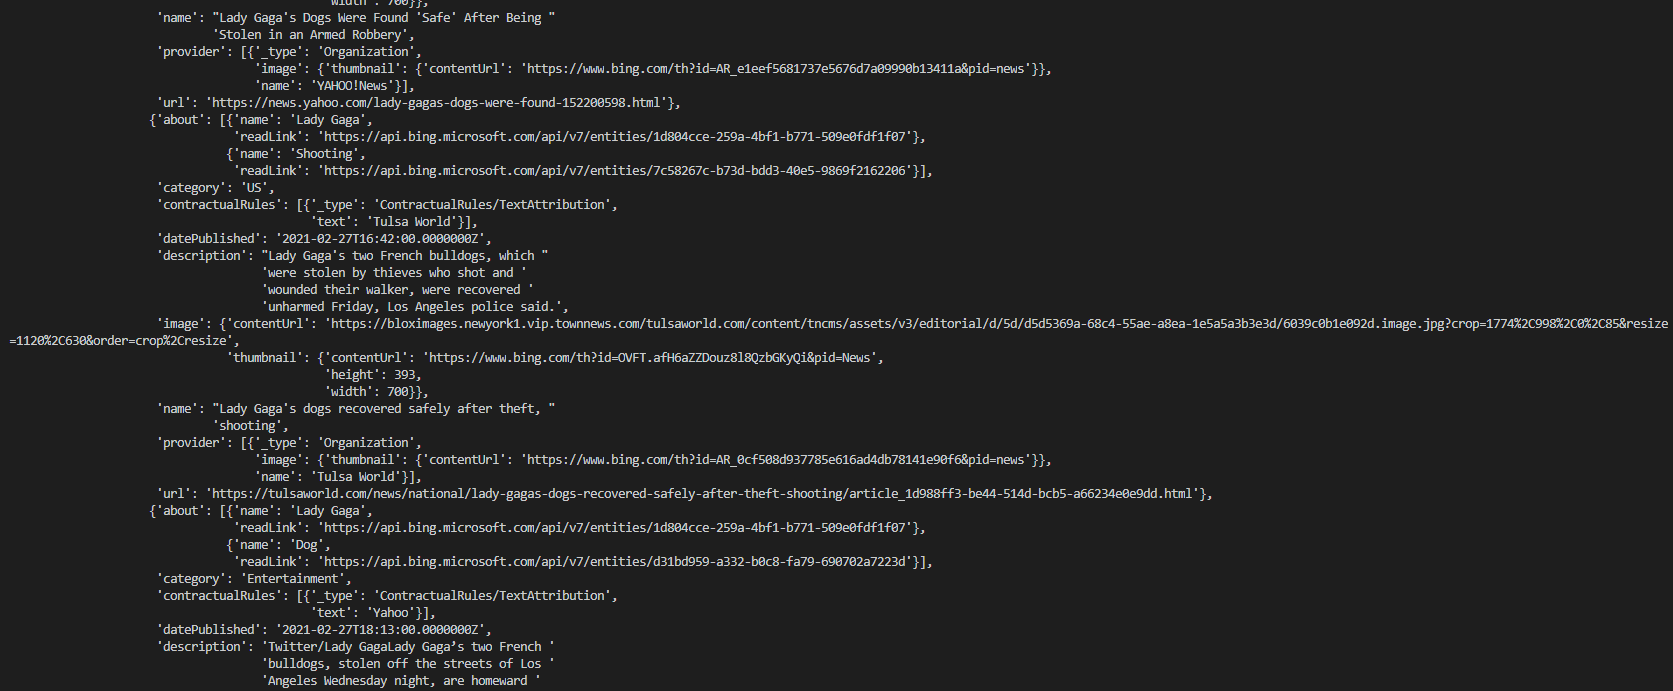 'width': 700}},
'name': "Lady Gaga's Dogs Were Found 'Safe' After Being "
'Stolen in an Armed Robbery',
'provider': [{'_type': 'Organization',
'image': {'thumbnail': {'contentUrl': 'https://www.bing.com/th?id=AR_e1eef5681737e5676d7a09990b13411a&pid=news'}},
'name': 'YAHOO!News'}],
'url': 'https://news.yahoo.com/lady-gagas-dogs-were-found-152200598.html'},
{'about': [{'name': 'Lady Gaga',
'readLink': 'https://api.bing.microsoft.com/api/v7/entities/1d804cce-259a-4bf1-b771-509e0fdf1f07'},
{'name': 'Shooting',
'readLink': 'https://api.bing.microsoft.com/api/v7/entities/7c58267c-b73d-bdd3-40e5-9869f2162206'}],
'category': 'US',
'contractualRules': [{'_type': 'ContractualRules/TextAttribution',
'text': 'Tulsa World'}],
'datePublished': '2021-02-27T16:42:00.0000000Z',
'description': "Lady Gaga's two French bulldogs, which "
'were stolen by thieves who shot and '
'wounded their walker, were recovered '
'unharmed Friday, Los Angeles police said.',
'image': {'contentUrl': 'https://bloximages.newyork1.vip.townnews.com/tulsaworld.com/content/tncms/assets/v3/editorial/d/5d/d5d5369a-68c4-55ae-a8ea-1e5a5a3b3e3d/6039c0b1e092d.image.jpg?crop=1774%2C998%2C0%2C85&resize
=1120%2C630&order=crop%2Cresize',
'thumbnail': {'contentUrl': 'https://www.bing.com/th?id=OVFT.afH6aZZDouz8l8QzbGKyQi&pid=News',
'height': 393,
'width': 700}},
'name': "Lady Gaga's dogs recovered safely after theft, "
'shooting',
'provider': [{'_type': 'Organization',
'image': {'thumbnail': {'contentUrl': 'https://www.bing.com/th?id=AR_0cf508d937785e616ad4db78141e90f6&pid=news'}},
'name': 'Tulsa World'}],
'url': 'https://tulsaworld.com/news/national/lady-gagas-dogs-recovered-safely-after-theft-shooting/article_1d988ff3-be44-514d-bcb5-a66234e0e9dd.html'},
{'about': [{'name': 'Lady Gaga',
'readLink': 'https://api.bing.microsoft.com/api/v7/entities/1d804cce-259a-4bf1-b771-509e0fdf1f07'},
{'name': 'Dog',
'readLink': 'https://api.bing.microsoft.com/api/v7/entities/d31bd959-a332-b0c8-fa79-690702a7223d'}],
'category': 'Entertainment',
'contractualRules': [{'_type': 'ContractualRules/TextAttribution',
'text': 'Yahoo'}],
'datePublished': '2021-02-27T18:13:00.0000000Z',
'description': 'Twitter/Lady GagaLady Gaga’s two French '
'bulldogs, stolen off the streets of Los '
'Angeles Wednesday night, are homeward '